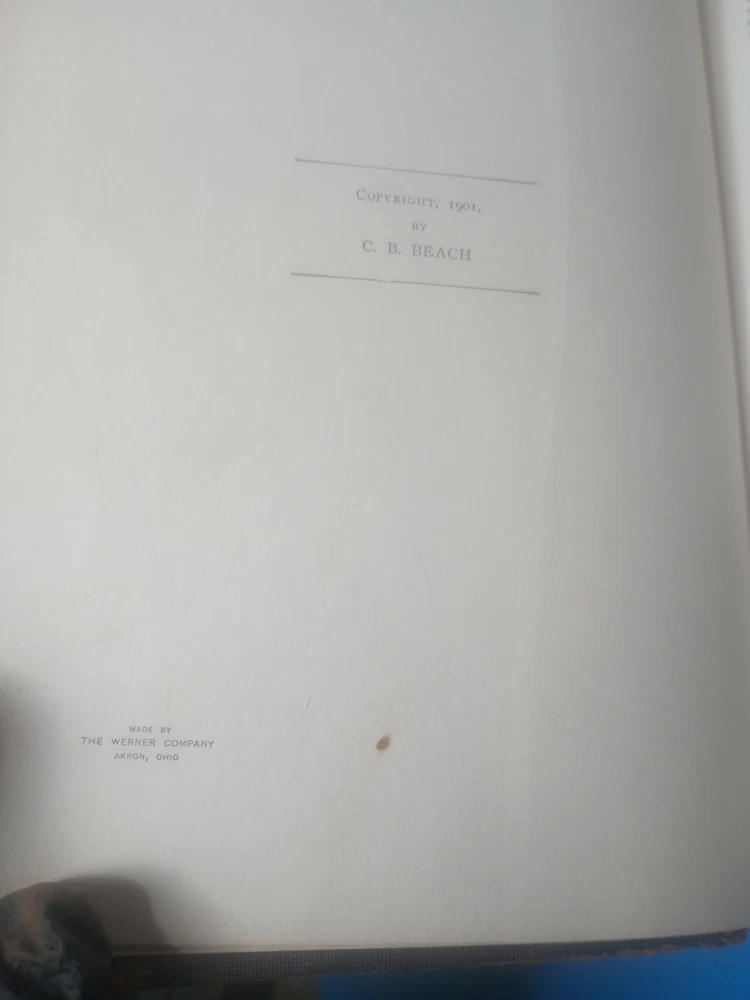 COPYRIGHT, 1901,
BY
C. B. BEACH
MADE BY
THE WERNER COMPANY
AKRON, OHIO